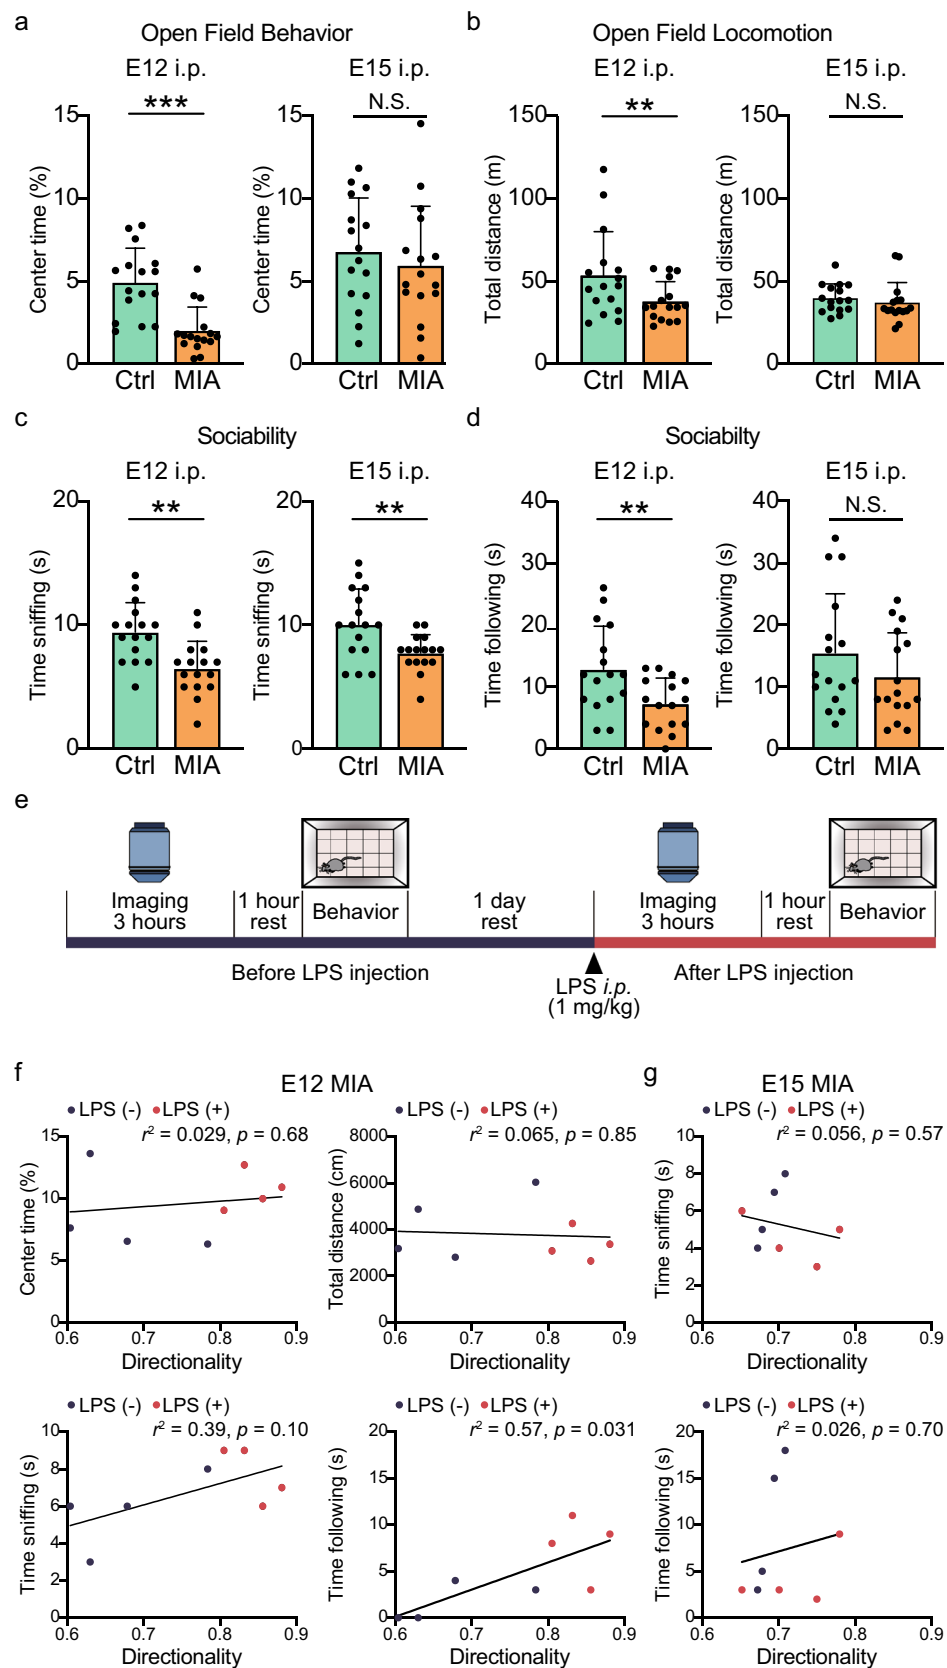 a
Open Field Behavior
E12 i.p.
E15 i.p.
Center time (%)
15
10
5
0
***
Ctrl MIA
Center time (%)
15
10
5
0
N.S.
Ctrl MIA
b
Open Field Locomotion
E12 i.p.
E15 i.p.
Total distance (m)
150
100
50
0
**
Ctrl MIA
Total distance (m)
150
100
50
0
N.S.
Ctrl MIA
c
Sociability
E12 i.p.
E15 i.p.
Time sniffing (s)
20
10
0
**
Ctrl MIA
Time sniffing (s)
20
10
0
**
Ctrl MIA
d
Sociabilty
E12 i.p.
E15 i.p.
Time following (s)
40
30
20
10
0
**
Ctrl MIA
Time following (s)
40
30
20
10
0
N.S.
Ctrl MIA
e
Imaging
3 hours
1 hour
rest
Behavior
1 day
rest
Imaging
3 hours
1 hour
rest
Behavior
Before LPS injection
After LPS injection
LPS i.p.
(1 mg/kg)
f
E12 MIA
LPS (-) LPS (+)
r² = 0.029, p = 0.68
Center time (%)
15
10
5
0
0.6 0.7 0.8 0.9
Directionality
LPS (-) LPS (+)
r² = 0.065, p = 0.85
Total distance (cm)
8000
6000
4000
2000
0
0.6 0.7 0.8 0.9
Directionality
LPS (-) LPS (+)
r² = 0.39, p = 0.10
Time sniffing (s)
10
8
6
4
2
0
0.6 0.7 0.8 0.9
Directionality
LPS (-) LPS (+)
r² = 0.57, p = 0.031
Time following (s)
20
15
10
5
0
0.6 0.7 0.8 0.9
Directionality
g
E15 MIA
LPS (-) LPS (+)
r² = 0.056, p = 0.57
Time sniffing (s)
10
8
6
4
2
0
0.6 0.7 0.8 0.9
Directionality
LPS (-) LPS (+)
r² = 0.026, p = 0.70
Time following (s)
20
15
10
5
0
0.6 0.7 0.8 0.9
Directionality